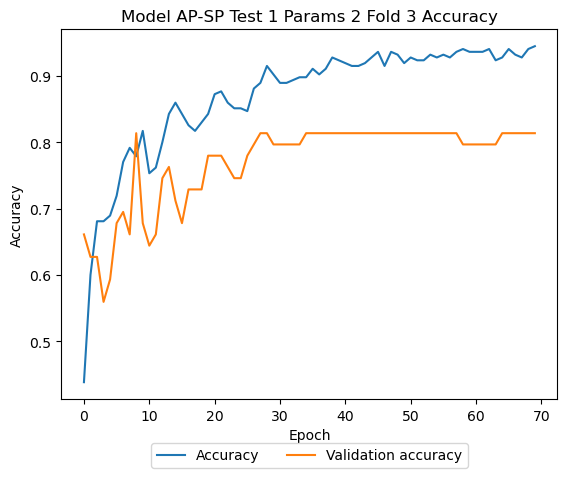 Model AP-SP Test 1 Params 2 Fold 3 Accuracy
Accuracy
0.9
0.8
0.7
0.6
0.5
0 10 20 30 40 50 60 70
Epoch
Accuracy Validation accuracy